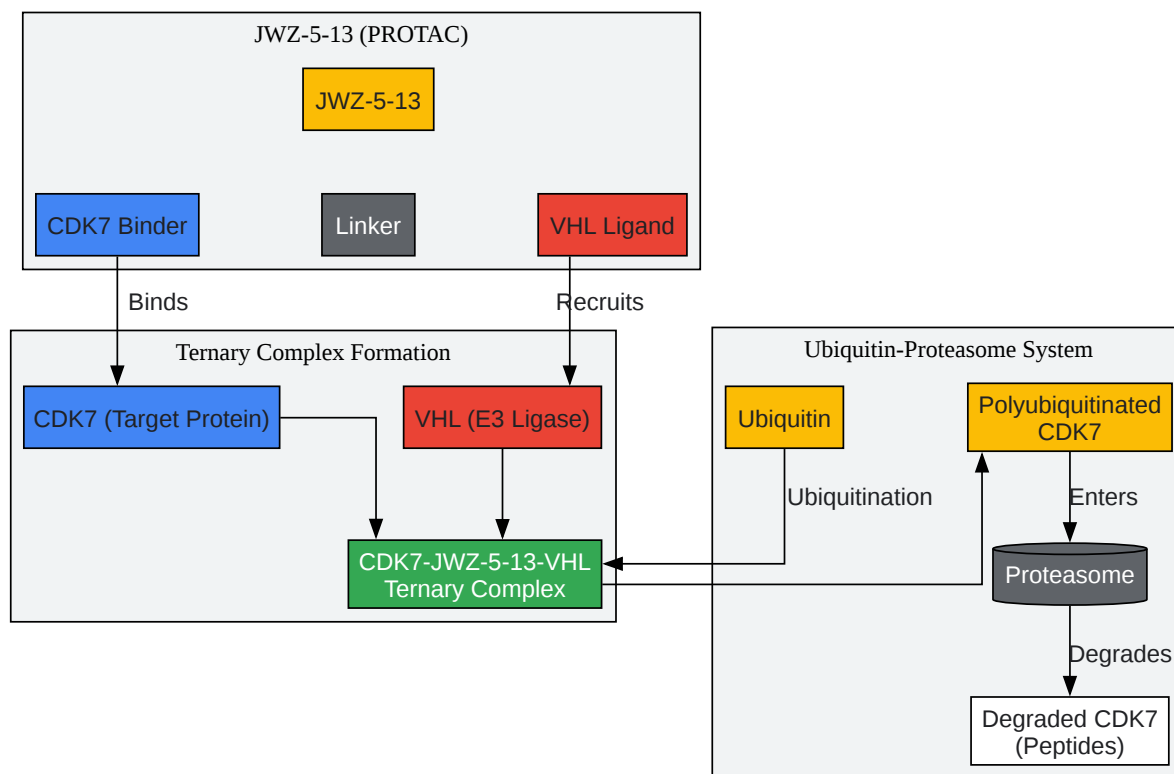 JWZ-5-13 (PROTAC)
JWZ-5-13
CDK7 Binder
Linker
VHL Ligand
Binds
Recruits
Ternary Complex Formation
CDK7 (Target Protein)
VHL (E3 Ligase)
CDK7-JWZ-5-13-VHL
Ternary Complex
Ubiquitin-Proteasome System
Ubiquitin
Polyubiquitinated
CDK7
Ubiquitination
Enters
Proteasome
Degrades
Degraded CDK7
(Peptides)